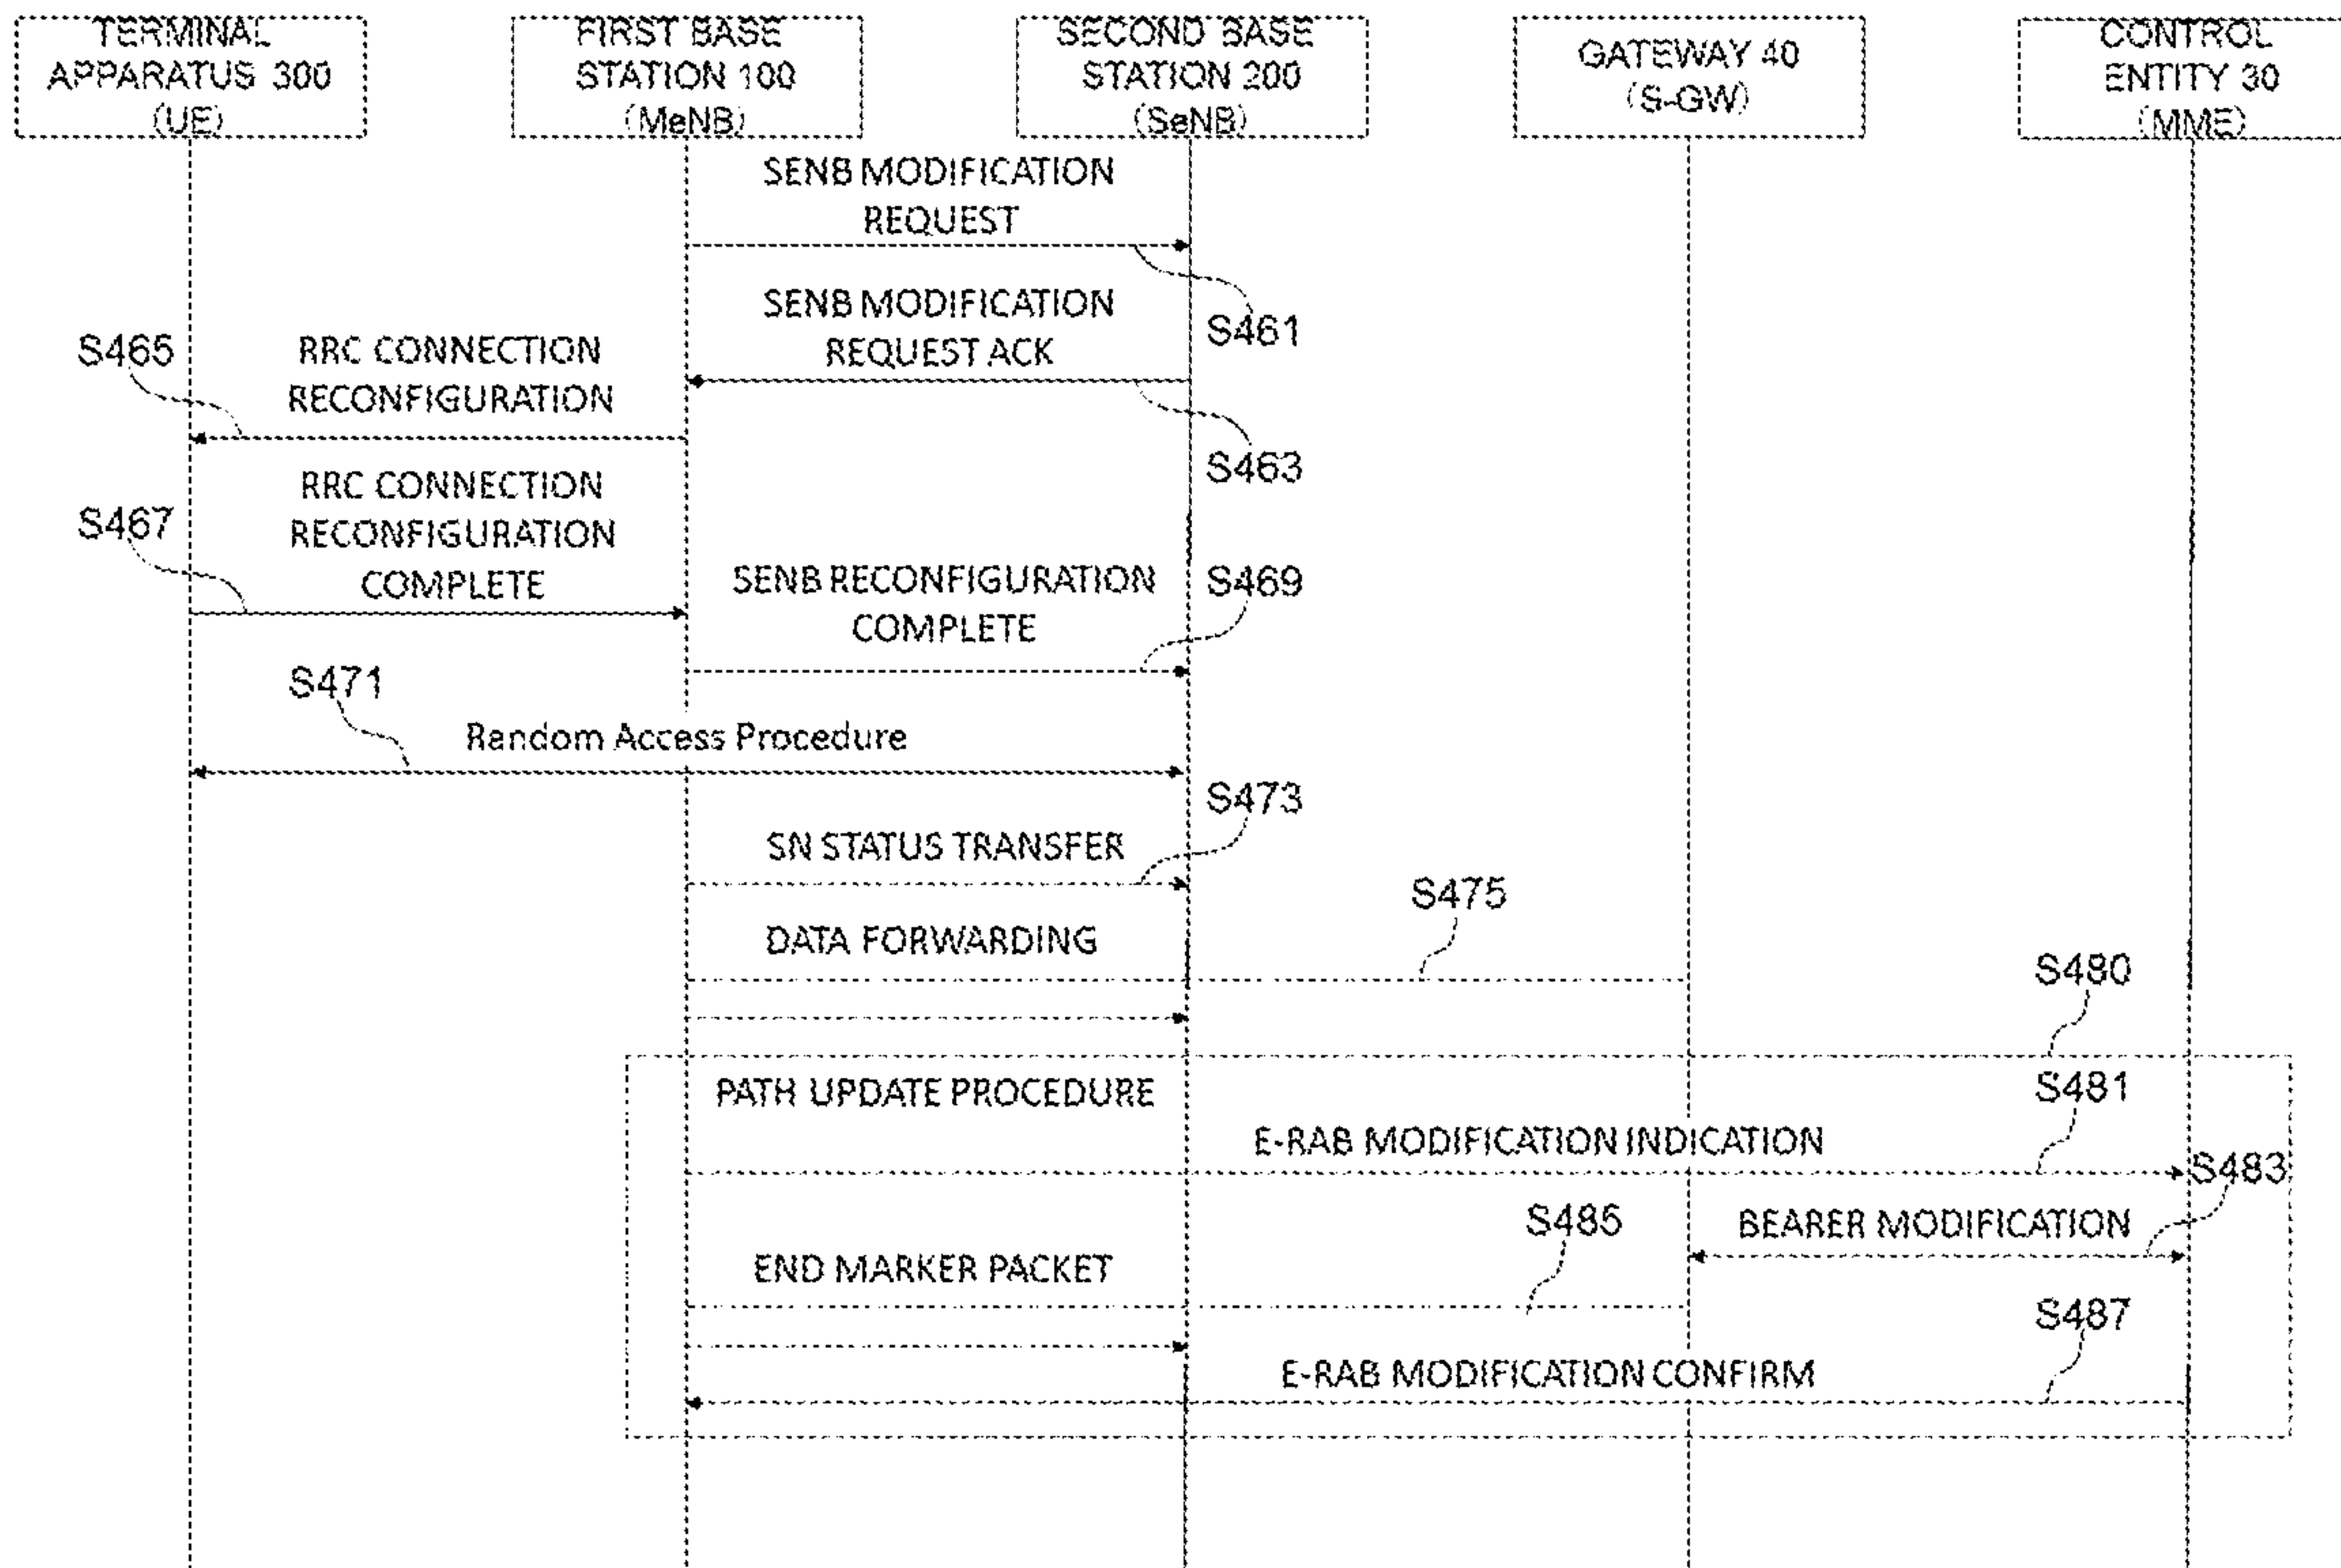 TERMINAL
APPARATUS 300
(UE)
FIRST BASE
STATION 100
(MeNB)
SECOND BASE
STATION 200
(SeNB)
GATEWAY 40
(S-GW)
CONTROL
ENTITY 30
(MME)
SENB MODIFICATION
REQUEST
S461
SENB MODIFICATION
REQUEST ACK
S463
S465
RRC CONNECTION
RECONFIGURATION
S467
RRC CONNECTION
RECONFIGURATION
COMPLETE
SENB RECONFIGURATION
COMPLETE
S469
S471
Random Access Procedure
S473
SN STATUS TRANSFER
S475
DATA FORWARDING
S480
PATH UPDATE PROCEDURE
S481
E-RAB MODIFICATION INDICATION
S483
BEARER MODIFICATION
S485
END MARKER PACKET
S487
E-RAB MODIFICATION CONFIRM